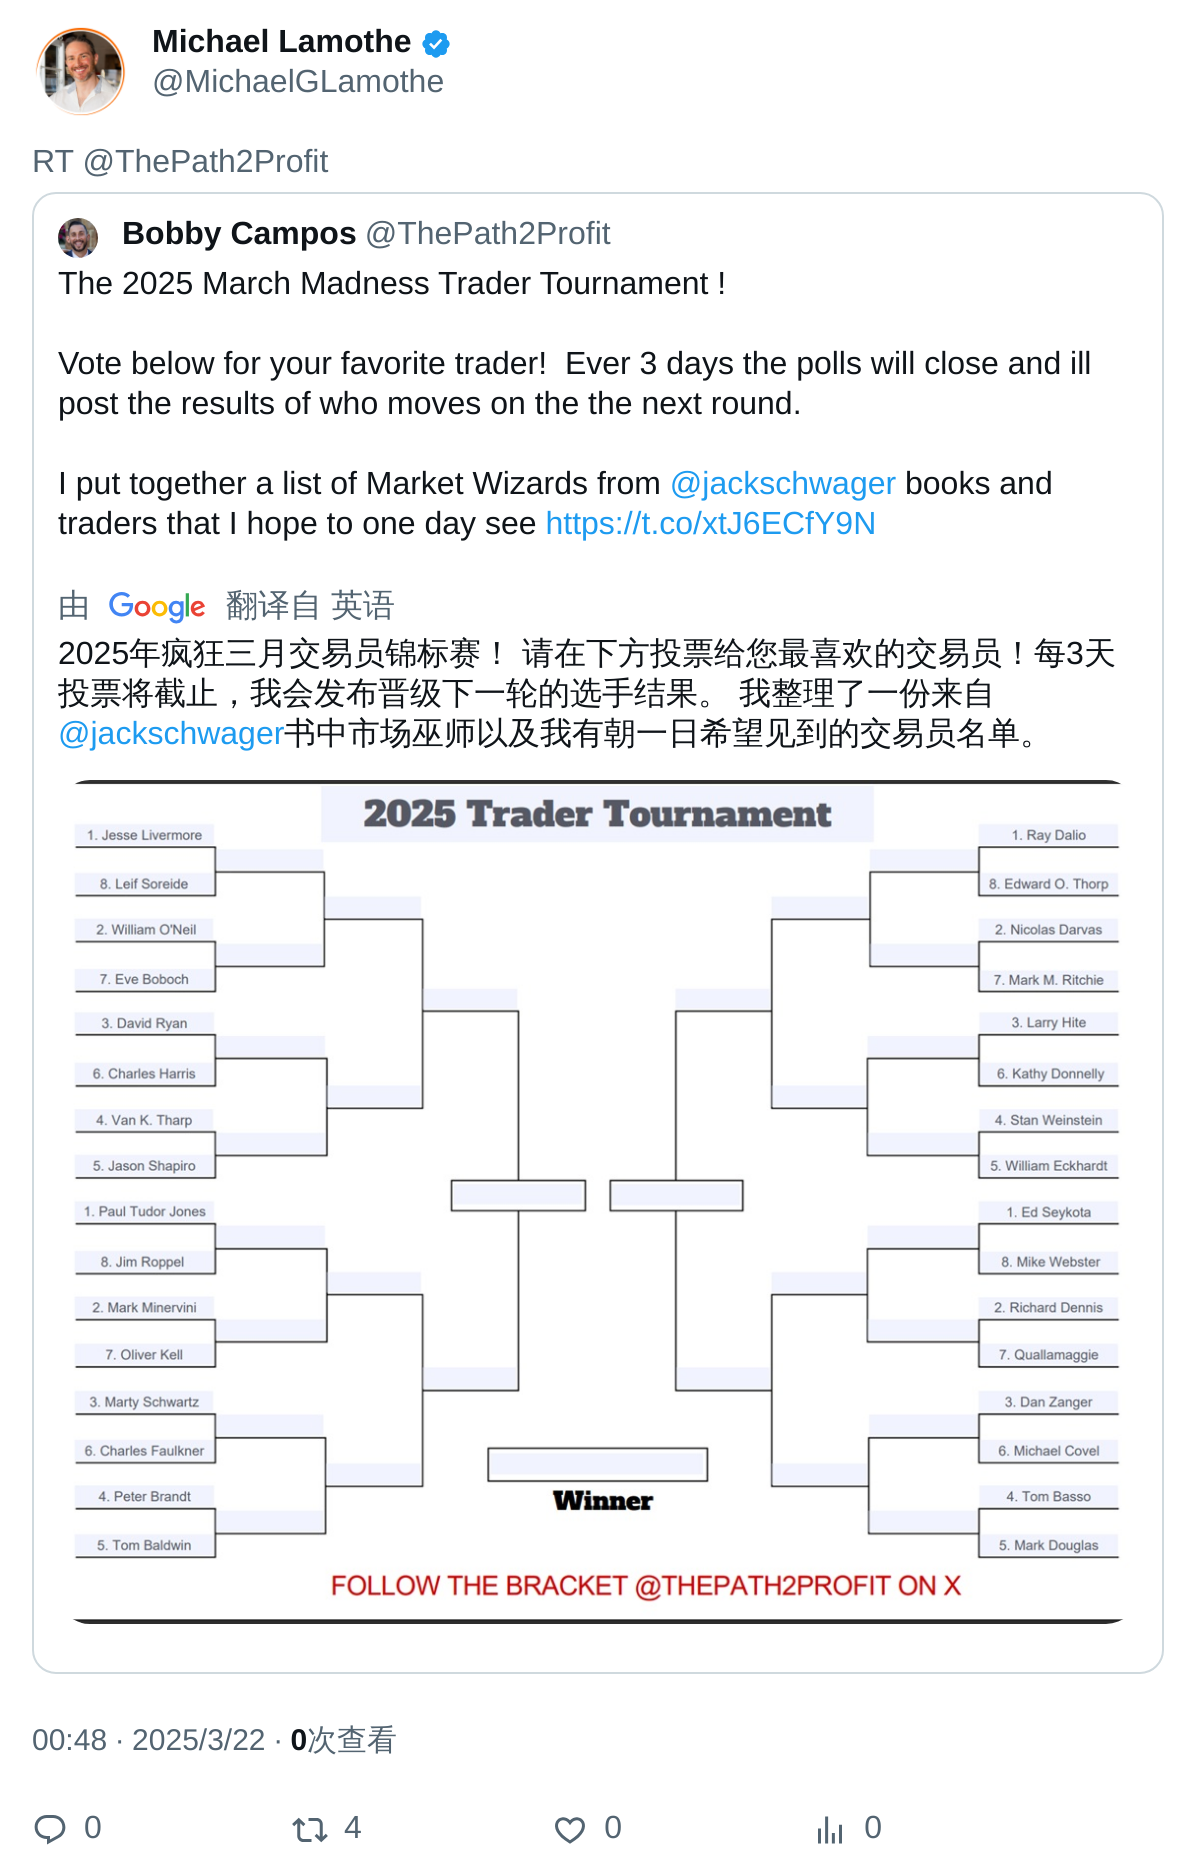 Michael Lamothe
@MichaelGLamothe
RT @ThePath2Profit
Bobby Campos @ThePath2Profit
The 2025 March Madness Trader Tournament !
Vote below for your favorite trader!  Ever 3 days the polls will close and ill
post the results of who moves on the the next round.
I put together a list of Market Wizards from @jackschwager books and
traders that I hope to one day see https://t.co/xtJ6ECfY9N
由 Google 翻译自 英语
2025年疯狂三月交易员锦标赛！ 请在下方投票给您最喜欢的交易员！每3天
投票将截止，我会发布晋级下一轮的选手结果。 我整理了一份来自
@jackschwager书中市场巫师以及我有朝一日希望见到的交易员名单。
2025 Trader Tournament
1. Jesse Livermore
8. Leif Soreide
2. William O'Neil
7. Eve Boboch
3. David Ryan
6. Charles Harris
4. Van K. Tharp
5. Jason Shapiro
1. Paul Tudor Jones
8. Jim Roppel
2. Mark Minervini
7. Oliver Kell
3. Marty Schwartz
6. Charles Faulkner
4. Peter Brandt
5. Tom Baldwin
1. Ray Dalio
8. Edward O. Thorp
2. Nicolas Darvas
7. Mark M. Ritchie
3. Larry Hite
6. Kathy Donnelly
4. Stan Weinstein
5. William Eckhardt
1. Ed Seykota
8. Mike Webster
2. Richard Dennis
7. Quallamaggie
3. Dan Zanger
6. Michael Covel
4. Tom Basso
5. Mark Douglas
Winner
FOLLOW THE BRACKET @THEPATH2PROFIT ON X
00:48 · 2025/3/22 · 0次查看
0 4 0 0